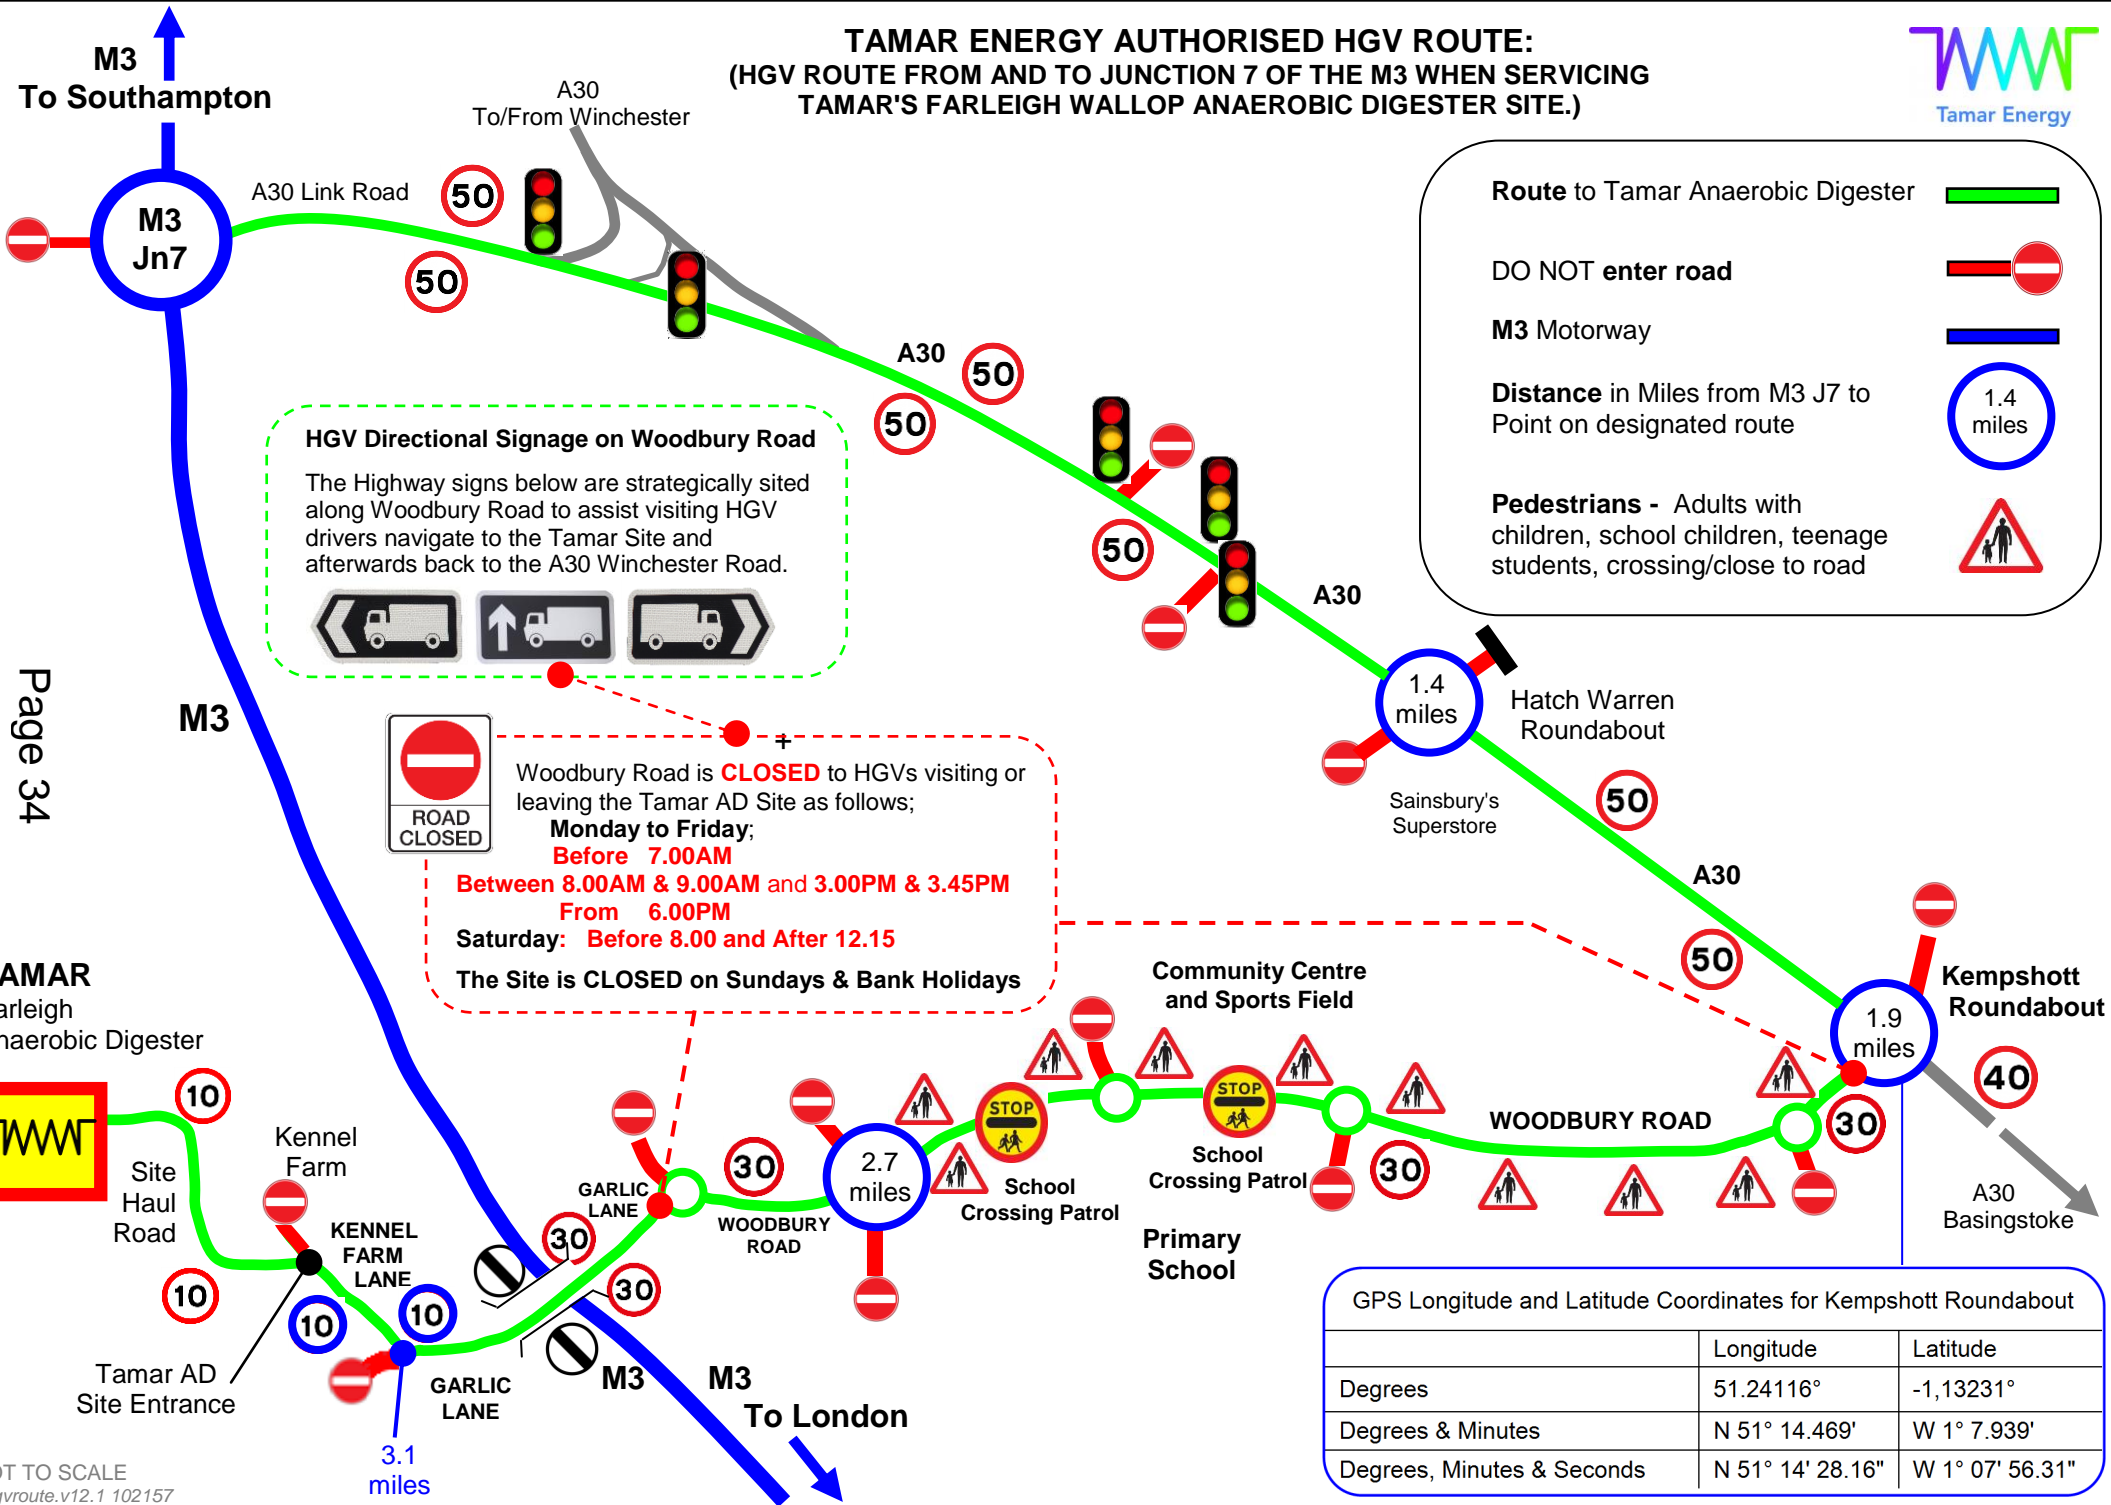 TAMAR ENERGY AUTHORISED HGV ROUTE:
(HGV ROUTE FROM AND TO JUNCTION 7 OF THE M3 WHEN SERVICING
TAMAR'S FARLEIGH WALLOP ANAEROBIC DIGESTER SITE.)
Tamar Energy
M3
To Southampton
A30
To/From Winchester
A30 Link Road
50
50
M3
Jn7
Route to Tamar Anaerobic Digester
DO NOT enter road
M3 Motorway
Distance in Miles from M3 J7 to
Point on designated route
1.4
miles
Pedestrians - Adults with
children, school children, teenage
students, crossing/close to road
A30
50
50
50
A30
HGV Directional Signage on Woodbury Road
The Highway signs below are strategically sited
along Woodbury Road to assist visiting HGV
drivers navigate to the Tamar Site and
afterwards back to the A30 Winchester Road.
Page 34
M3
1.4
miles
Hatch Warren
Roundabout
Sainsbury's
Superstore
50
A30
50
ROAD
CLOSED
+
Woodbury Road is CLOSED to HGVs visiting or
leaving the Tamar AD Site as follows;
Monday to Friday;
Before 7.00AM
Between 8.00AM & 9.00AM and 3.00PM & 3.45PM
From 6.00PM
Saturday: Before 8.00 and After 12.15
The Site is CLOSED on Sundays & Bank Holidays
Kempshott
Roundabout
1.9
miles
40
A30
Basingstoke
Community Centre
and Sports Field
WOODBURY ROAD
30
30
STOP
School
Crossing Patrol
STOP
School
Crossing Patrol
Primary
School
2.7
miles
30
WOODBURY
ROAD
GARLIC
LANE
30
30
AMAR
arleigh
naerobic Digester
10
Site
Haul
Road
10
Kennel
Farm
KENNEL
FARM
LANE
10
10
Tamar AD
Site Entrance
GARLIC
LANE
3.1
miles
M3
M3
To London
GPS Longitude and Latitude Coordinates for Kempshott Roundabout
Longitude Latitude
Degrees 51.24116° -1,13231°
Degrees & Minutes N 51° 14.469' W 1° 7.939'
Degrees, Minutes & Seconds N 51° 14' 28.16" W 1° 07' 56.31"
OT TO SCALE
gvroute.v12.1 102157